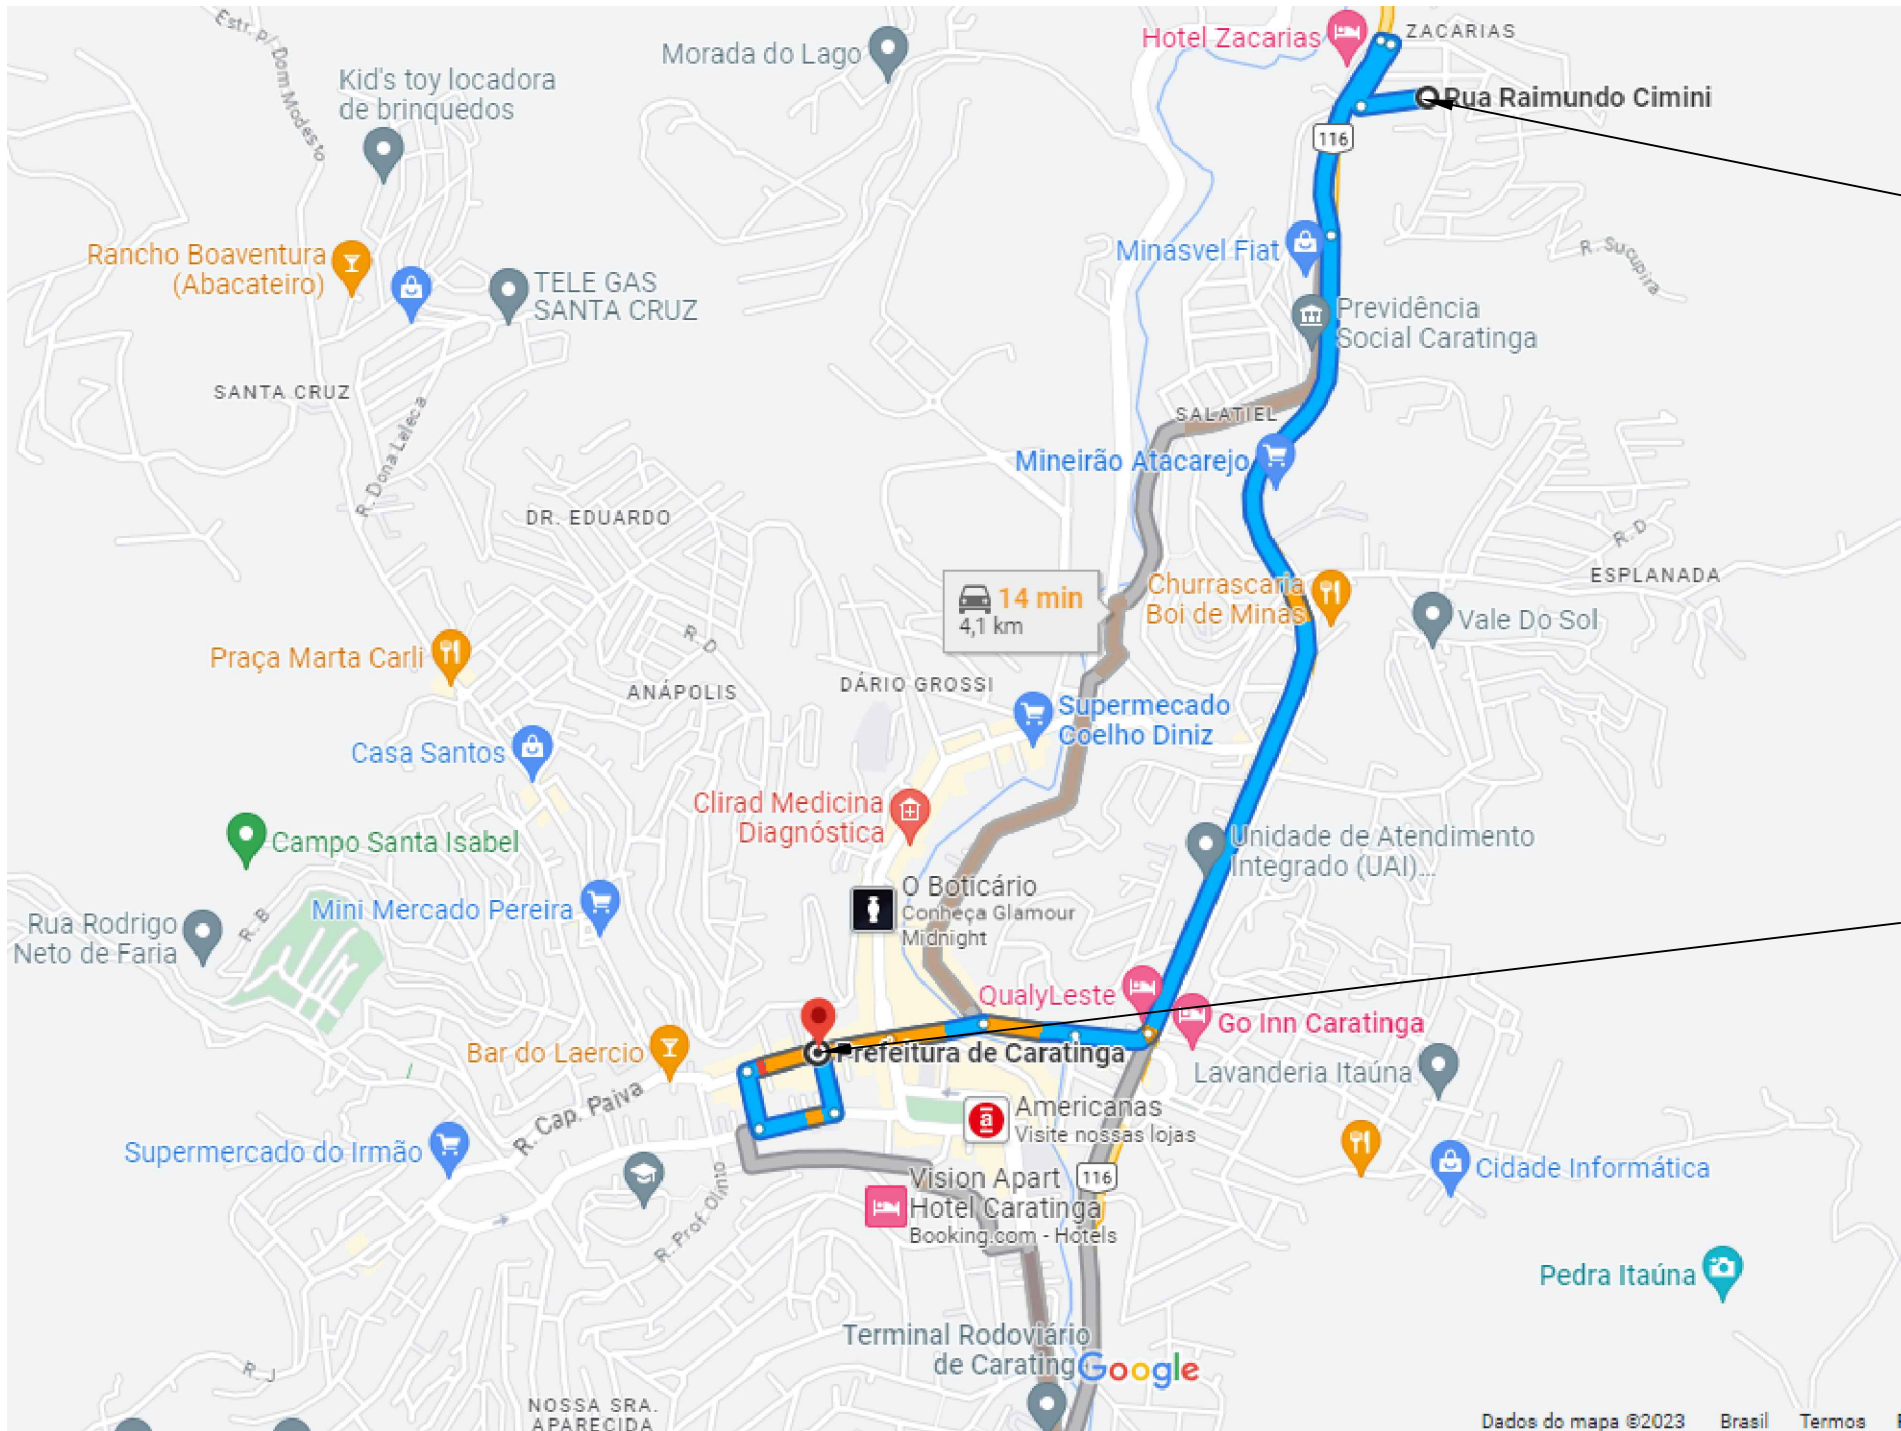 Estr. p/ Dom Modesto
Kid's toy locadora
de brinquedos
Morada do Lago
Hotel Zacarias
ZACARIAS
Rua Raimundo Cimini
116
Rancho Boaventura
(Abacateiro)
TELE GAS
SANTA CRUZ
Minasvel Fiat
R. Sucupira
Previdência
Social Caratinga
SANTA CRUZ
R. Dona Laleca
SALATIEL
Mineirão Atacarejo
DR. EDUARDO
R. D
ESPLANADA
14 min
4,1 km
Churrascaria
Boi de Minas
Vale Do Sol
R. D
Praça Marta Carli
ANÁPOLIS
DÁRIO GROSSI
Supermecado
Coelho Diniz
Casa Santos
Clirad Medicina
Diagnóstica
Campo Santa Isabel
Unidade de Atendimento
Integrado (UAI)...
O Boticário
Conheça Glamour
Midnight
Mini Mercado Pereira
R. B
Rua Rodrigo
Neto de Faria
QualyLeste
Go Inn Caratinga
Bar do Laercio
Prefeitura de Caratinga
Lavanderia Itaúna
R. Cap. Paiva
Americanas
Visite nossas lojas
Supermercado do Irmão
R. Prof. Olinto
116
Cidade Informática
Vision Apart
Hotel Caratinga
Booking.com - Hotels
Pedra Itaúna
Terminal Rodoviário
de Carating
Google
R. J
NOSSA SRA.
APARECIDA
Dados do mapa ©2023 Brasil Termos